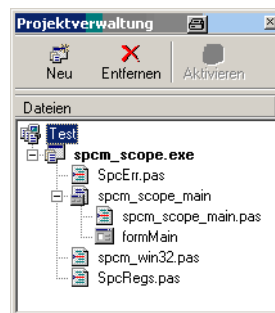 Projektverwaltung
Neu Entfernen Aktivieren
Dateien
Test
spcm_scope.exe
SpcErr.pas
spcm_scope_main
spcm_scope_main.pas
formMain
spcm_win32.pas
SpcRegs.pas